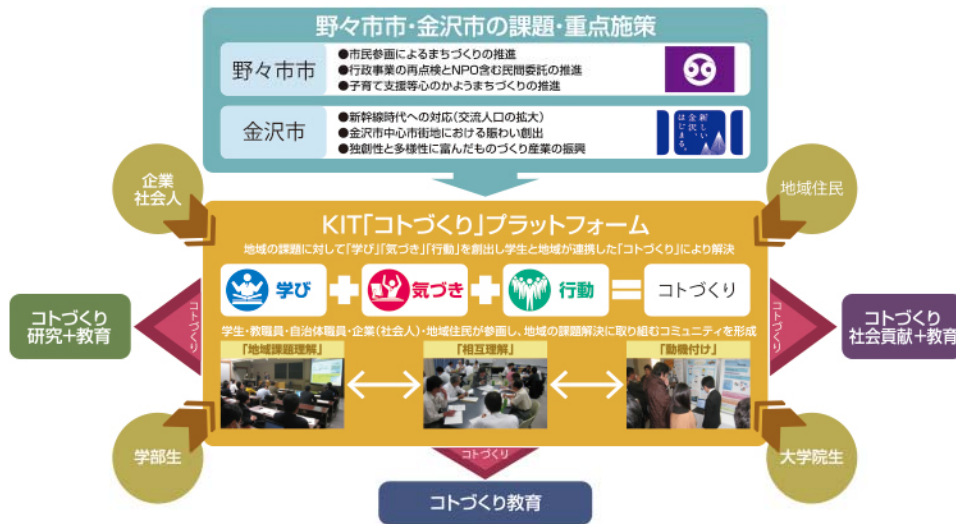 野々市市・金沢市の課題・重点施策
野々市市
●市民参画によるまちづくりの推進
●行政事業の再点検とNPO含む民間委託の推進
●子育て支援等心のかようまちづくりの推進
金沢市
●新幹線時代への対応(交流人口の拡大)
●金沢市中心市街地における賑わい創出
●独創性と多様性に富んだものづくり産業の振興
新しい
金沢、
はじまる。
企業
社会人
地域住民
KIT「コトづくり」プラットフォーム
地域の課題に対して「学び」「気づき」「行動」を創出し学生と地域が連携した「コトづくり」により解決
学び
気づき
行動
コトづくり
学生・教職員・自治体職員・企業(社会人)・地域住民が参画し、地域の課題解決に取り組むコミュニティを形成
「地域課題理解」
「相互理解」
「動機付け」
コトづくり
研究+教育
コトづくり
コトづくり
コトづくり
社会貢献+教育
学部生
大学院生
コトづくり
コトづくり教育